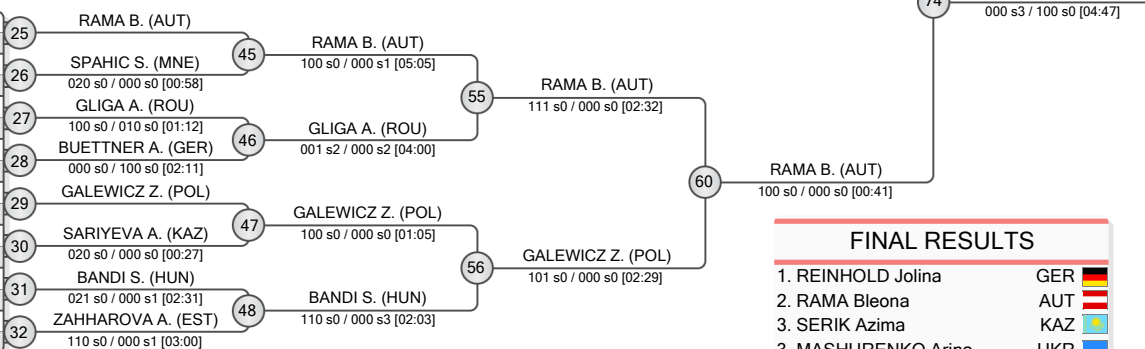 74
000 s3 / 100 s0 [04:47]
25
RAMA B. (AUT)
45
RAMA B. (AUT)
100 s0 / 000 s1 [05:05]
26
SPAHIC S. (MNE)
020 s0 / 000 s0 [00:58]
55
RAMA B. (AUT)
111 s0 / 000 s0 [02:32]
27
GLIGA A. (ROU)
100 s0 / 010 s0 [01:12]
46
GLIGA A. (ROU)
001 s2 / 000 s2 [04:00]
28
BUETTNER A. (GER)
000 s0 / 100 s0 [02:11]
60
RAMA B. (AUT)
100 s0 / 000 s0 [00:41]
29
GALEWICZ Z. (POL)
47
GALEWICZ Z. (POL)
100 s0 / 000 s0 [01:05]
30
SARIYEVA A. (KAZ)
020 s0 / 000 s0 [00:27]
56
GALEWICZ Z. (POL)
101 s0 / 000 s0 [02:29]
31
BANDI S. (HUN)
021 s0 / 000 s1 [02:31]
48
BANDI S. (HUN)
110 s0 / 000 s3 [02:03]
32
ZAHHAROVA A. (EST)
110 s0 / 000 s1 [03:00]
FINAL RESULTS
1. REINHOLD Jolina GER
2. RAMA Bleona AUT
3. SERIK Azima KAZ
3. MASHURENKO Arina UKR